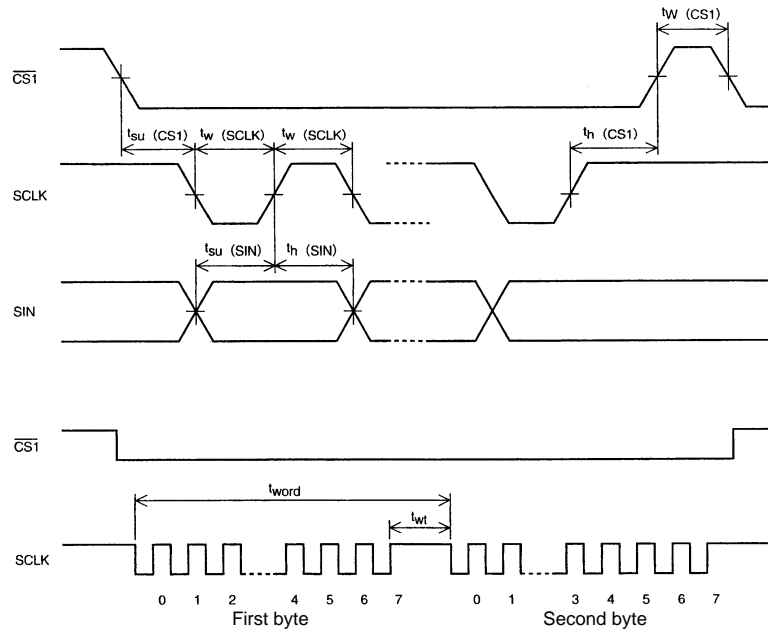 tW (CS1)
CS1
tsu (CS1) tw (SCLK) tw (SCLK) th (CS1)
SCLK
tsu (SIN) th (SIN)
SIN
CS1
tword
twt
SCLK
0 1 2 4 5 6 7 0 1 3 4 5 6 7
First byte Second byte